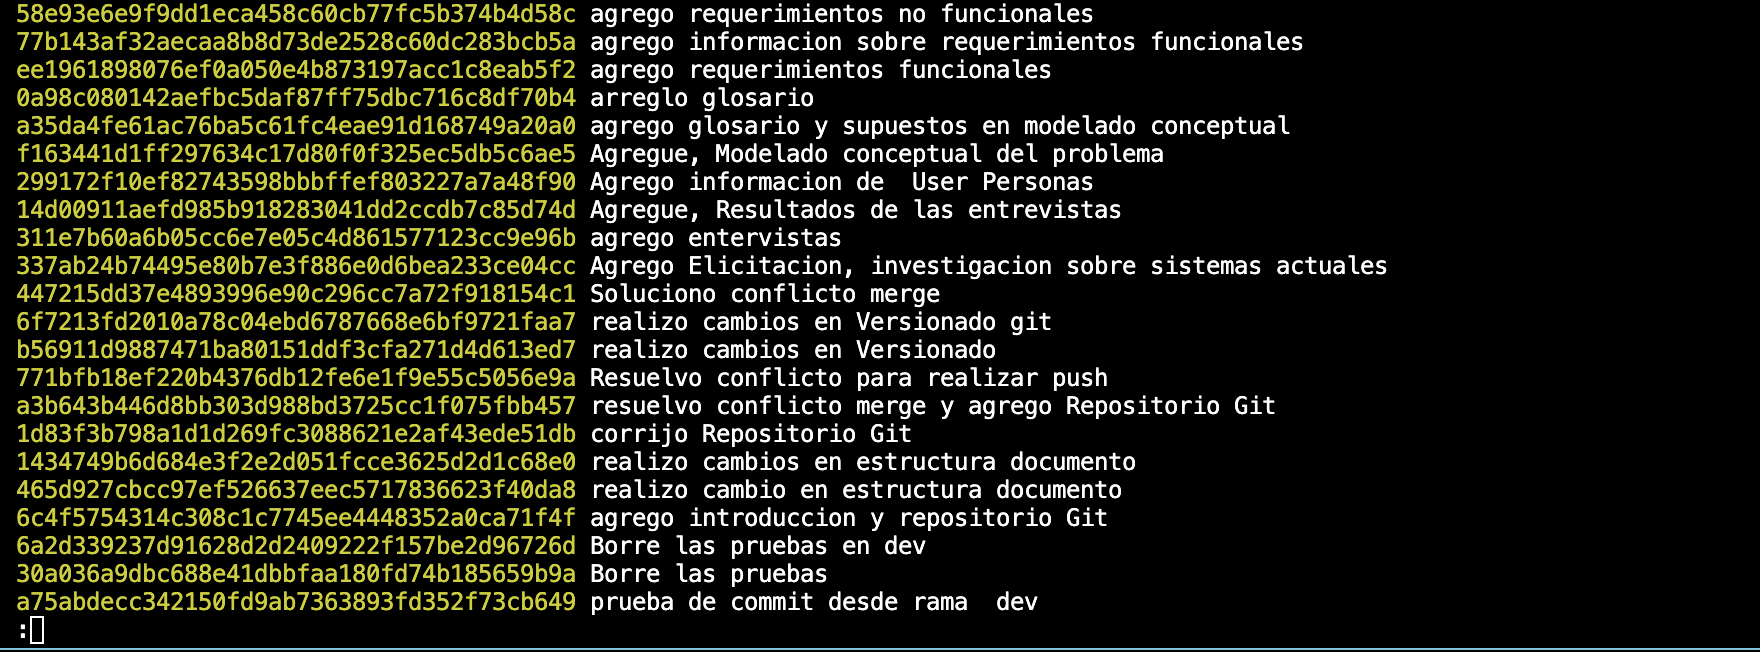 58e93e6e9f9dd1eca458c60cb77fc5b374b4d58c agrego requerimientos no funcionales
77b143af32aecaa8b8d73de2528c60dc283bcb5a agrego informacion sobre requerimientos funcionales
ee1961898076ef0a050e4b873197acc1c8eab5f2 agrego requerimientos funcionales
0a98c080142aefbc5daf87ff75dbc716c8df70b4 arreglo glosario
a35da4fe61ac76ba5c61fc4eae91d168749a20a0 agrego glosario y supuestos en modelado conceptual
f163441d1ff297634c17d80f0f325ec5db5c6ae5 Agregue, Modelado conceptual del problema
299172f10ef82743598bbbffef803227a7a48f90 Agrego informacion de  User Personas
14d00911aefd985b918283041dd2ccdb7c85d74d Agregue, Resultados de las entrevistas
311e7b60a6b05cc6e7e05c4d861577123cc9e96b agrego entervistas
337ab24b74495e80b7e3f886e0d6bea233ce04cc Agrego Elicitacion, investigacion sobre sistemas actuales
447215dd37e4893996e90c296cc7a72f918154c1 Soluciono conflicto merge
6f7213fd2010a78c04ebd6787668e6bf9721faa7 realizo cambios en Versionado git
b56911d9887471ba80151ddf3cfa271d4d613ed7 realizo cambios en Versionado
771bfb18ef220b4376db12fe6e1f9e55c5056e9a Resuelvo conflicto para realizar push
a3b643b446d8bb303d988bd3725cc1f075fbb457 resuelvo conflicto merge y agrego Repositorio Git
1d83f3b798a1d1d269fc3088621e2af43ede51db corrijo Repositorio Git
1434749b6d684e3f2e2d051fcce3625d2d1c68e0 realizo cambios en estructura documento
465d927cbcc97ef526637eec5717836623f40da8 realizo cambio en estructura documento
6c4f5754314c308c1c7745ee4448352a0ca71f4f agrego introduccion y repositorio Git
6a2d339237d91628d2d2409222f157be2d96726d Borre las pruebas en dev
30a036a9dbc688e41dbbfaa180fd74b185659b9a Borre las pruebas
a75abdecc342150fd9ab7363893fd352f73cb649 prueba de commit desde rama  dev
: